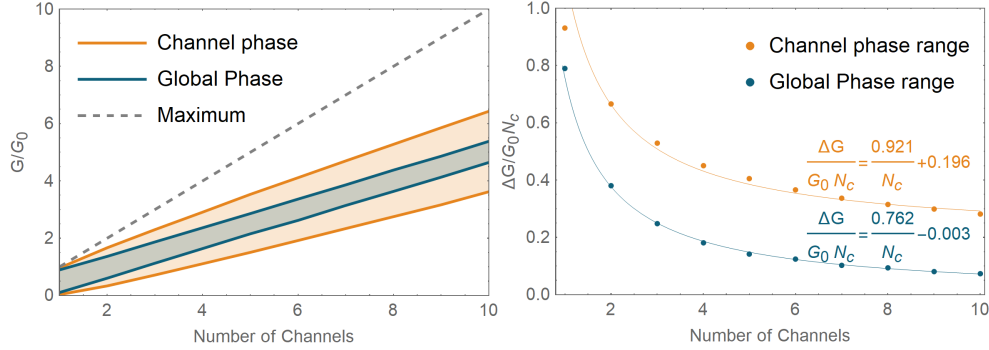 10
8
6
4
2
0
G/G0
Channel phase
Global Phase
Maximum
2
4
6
8
10
Number of Channels
1.0
0.8
0.6
0.4
0.2
0.0
ΔG/G0Nc
Channel phase range
Global Phase range
ΔG/G0 Nc = 0.921/Nc +0.196
ΔG/G0 Nc = 0.762/Nc −0.003
2
4
6
8
10
Number of Channels